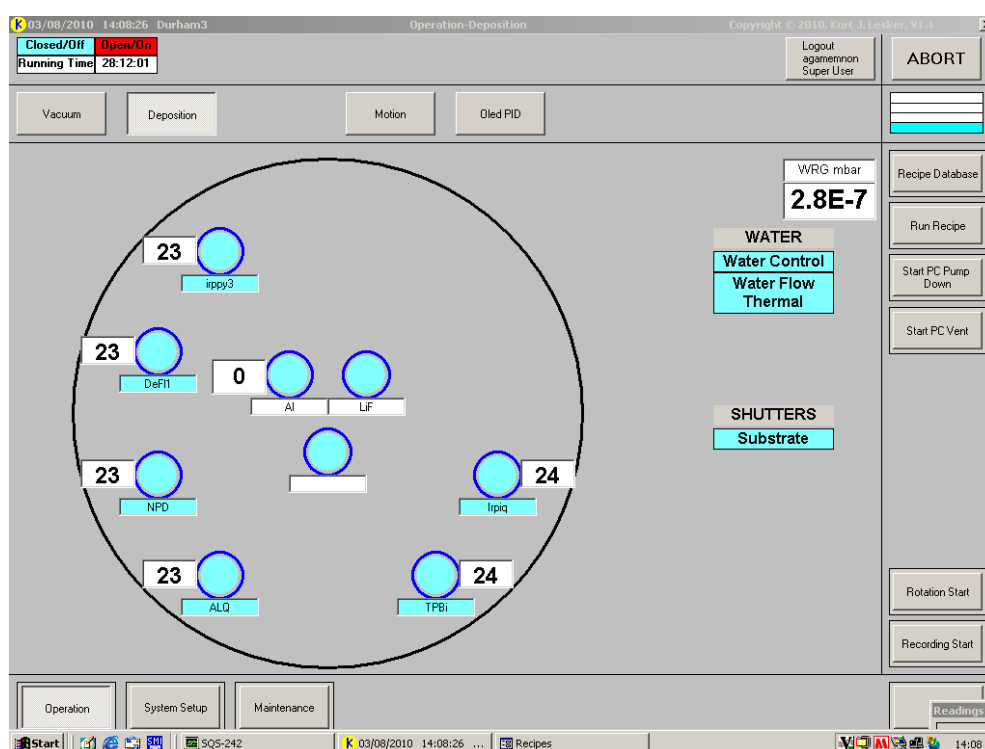 03/08/2010 14:08:26 Durham3
Operation-Deposition
Copyright © 2010. Kurt J. Lesker. V1.4
Closed/Off Open/On
Running Time 28:12:01
Logout
agamemnon
Super User
ABORT
Vacuum
Deposition
Motion
Oled PID
WRG mbar
2.8E-7
Recipe Database
Run Recipe
Start PC Pump
Down
Start PC Vent
WATER
Water Control
Water Flow
Thermal
SHUTTERS
Substrate
23
irppy3
23
DeFl1
0
Al
LiF
23
NPD
24
Irpiq
23
ALQ
24
TPBi
Rotation Start
Recording Start
Operation
System Setup
Maintenance
Readings
Start
SQS-242
03/08/2010 14:08:26 ...
Recipes
14:08